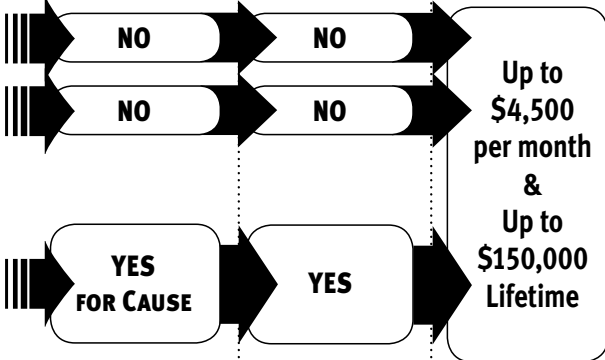 NO NO
NO NO
YES
FOR CAUSE
YES
Up to
$4,500
per month
&
Up to
$150,000
Lifetime